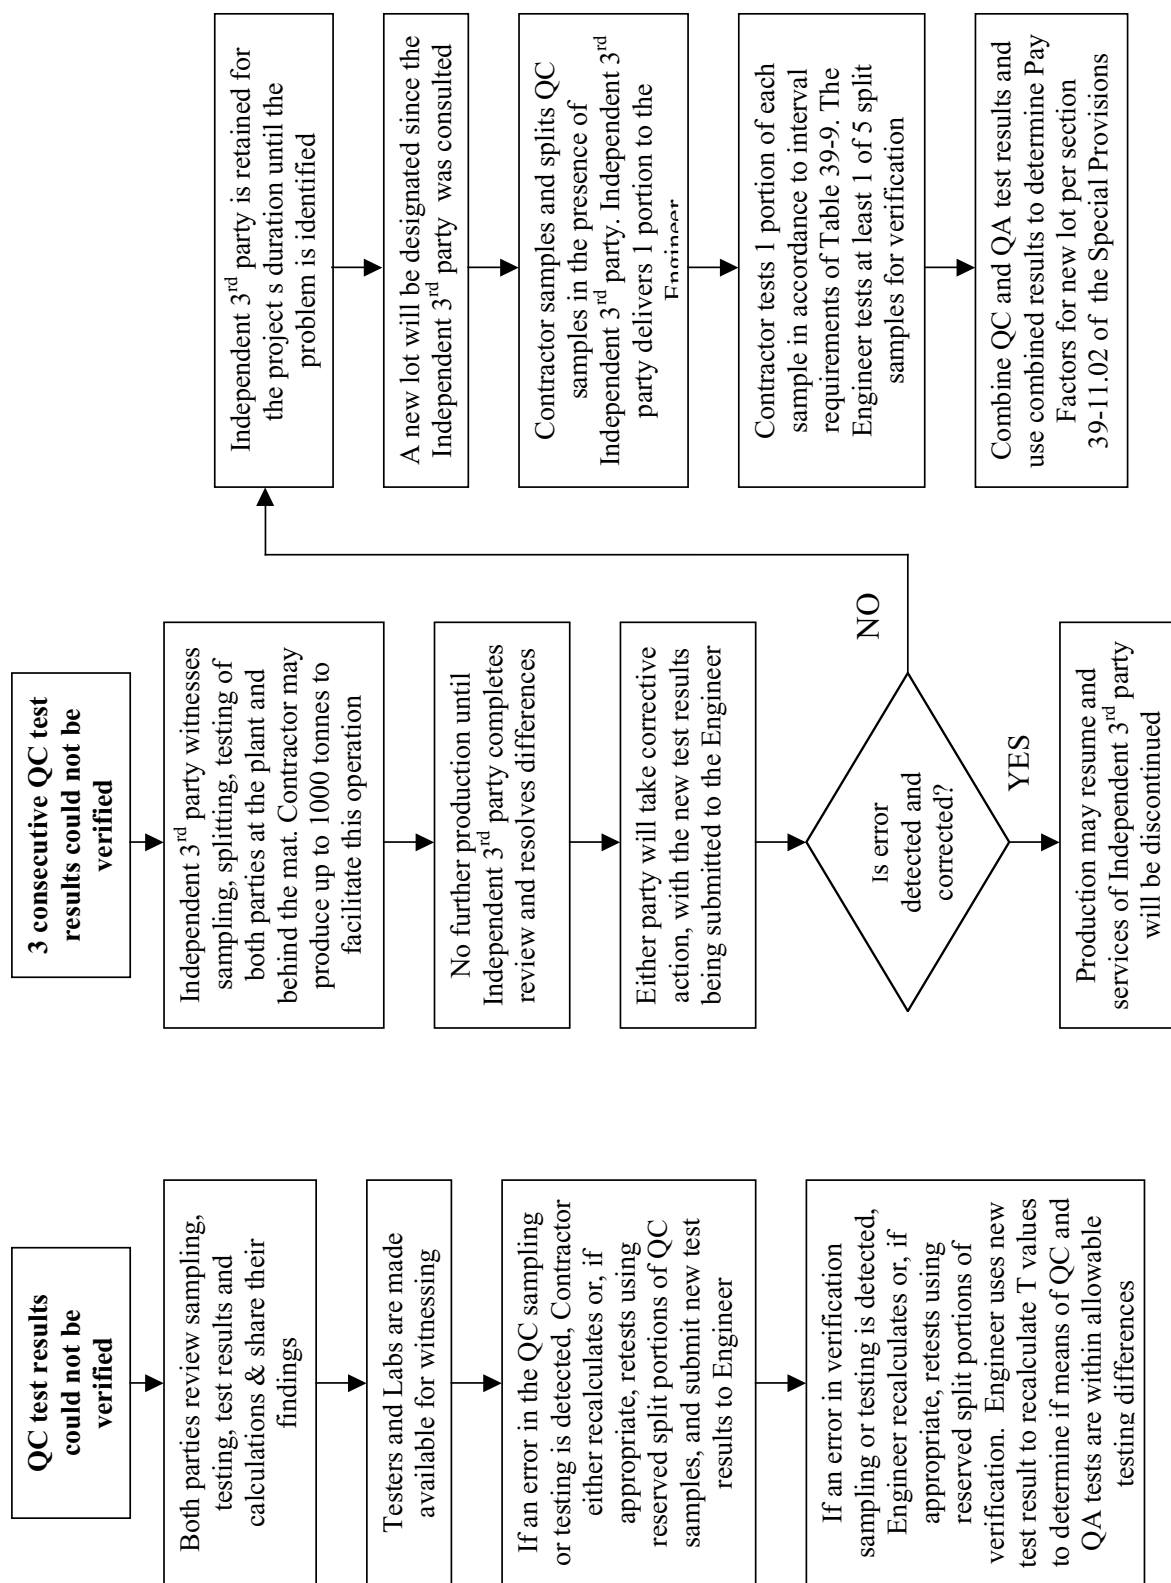 QC test results
could not be
verified
Both parties review sampling,
testing, test results and
calculations & share their
findings
Testers and Labs are made
available for witnessing
If an error in the QC sampling
or testing is detected, Contractor
either recalculates or, if
appropriate, retests using
reserved split portions of QC
samples, and submit new test
results to Engineer
If an error in verification
sampling or testing is detected,
Engineer recalculates or, if
appropriate, retests using
reserved split portions of
verification. Engineer uses new
test result to recalculate T values
to determine if means of QC and
QA tests are within allowable
testing differences
3 consecutive QC test
results could not be
verified
Independent 3rd party witnesses
sampling, splitting, testing of
both parties at the plant and
behind the mat. Contractor may
produce up to 1000 tonnes to
facilitate this operation
No further production until
Independent 3rd party completes
review and resolves differences
Either party will take corrective
action, with the new test results
being submitted to the Engineer
Is error
detected and
corrected?
NO
YES
Production may resume and
services of Independent 3rd party
will be discontinued
Independent 3rd party is retained for
the project s duration until the
problem is identified
A new lot will be designated since the
Independent 3rd party was consulted
Contractor samples and splits QC
samples in the presence of
Independent 3rd party. Independent 3rd
party delivers 1 portion to the
Engineer
Contractor tests 1 portion of each
sample in accordance to interval
requirements of Table 39-9. The
Engineer tests at least 1 of 5 split
samples for verification
Combine QC and QA test results and
use combined results to determine Pay
Factors for new lot per section
39-11.02 of the Special Provisions